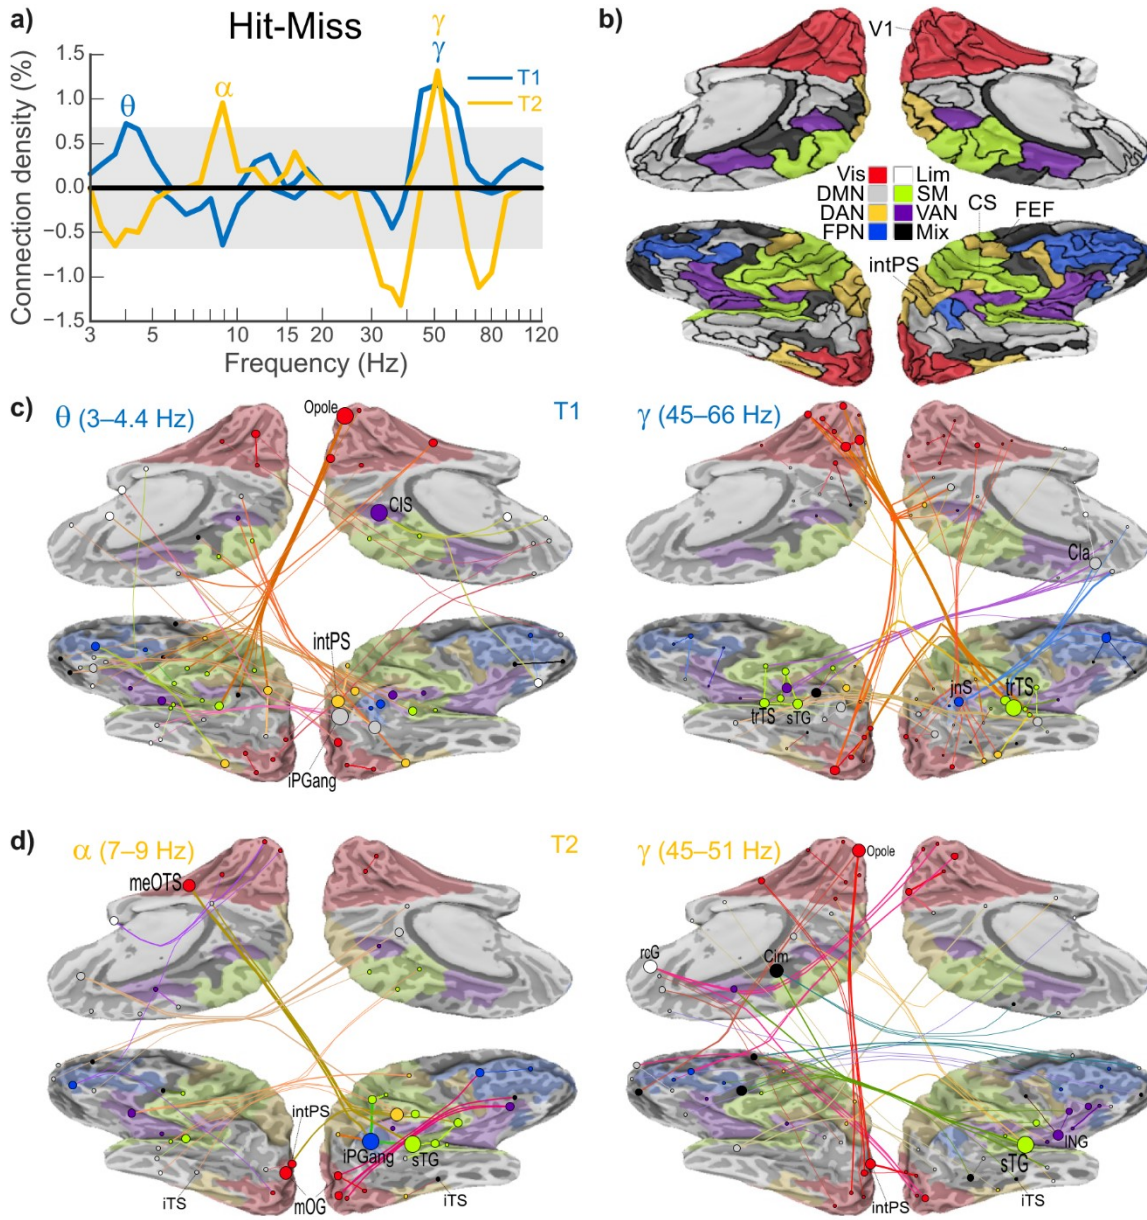 a)
Hit-Miss
γ
γ
T1
T2
θ
α
Connection density (%)
1.5
1.0
0.5
0.0
−0.5
−1.0
−1.5
3
5
10
15
20
30
50
80
120
Frequency (Hz)
b)
V1
Vis
Lim
DMN
SM
DAN
VAN
FPN
Mix
CS
FEF
intPS
c)
θ (3–4.4 Hz)
T1
Opole
CIS
intPS
iPGang
γ (45–66 Hz)
Cla
jnS
trTS
trTS
sTG
d)
α (7–9 Hz)
T2
meOTS
intPS
iPGang
sTG
iTS
mOG
iTS
γ (45–51 Hz)
Opole
rcG
Cim
sTG
ING
intPS
iTS